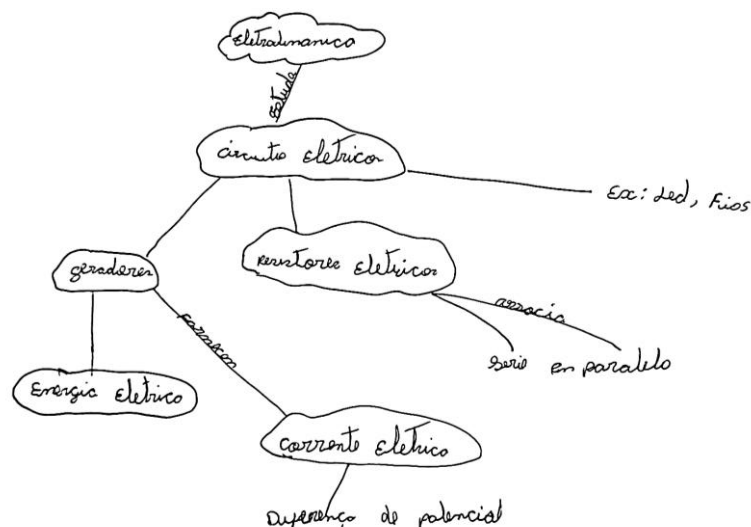 Eletrodinamica
estuda
circuito eletricos
Ex: Led, Fios
geradores
resistores eletricos
fornecem
associa
serie em paralelo
Energia eletrica
corrente eletrica
Diferença de potencial